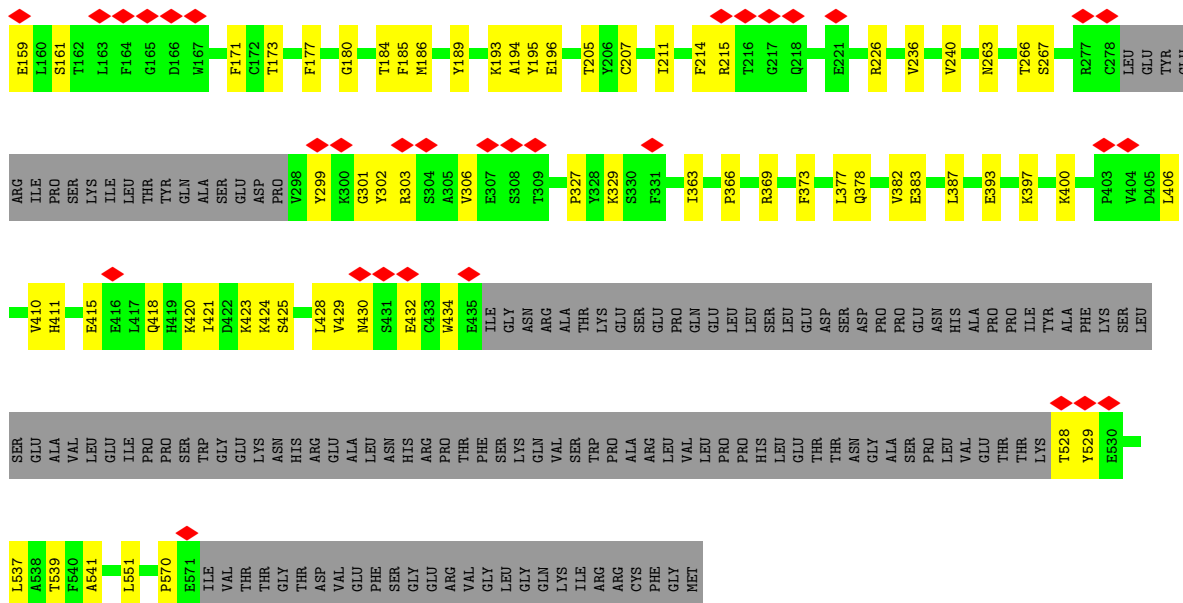 E159 L160 S161 T162 L163 F164 G165 D166 W167 F171 C172 T173 F177 G180 T184 F185 M186 Y189 K193 A194 Y195 E196 T205 Y206 C207 I211 F214 R215 T216 G217 Q218 E221 R226 V236 V240 N263 T266 S267 R277 C278 LEU GLU TYR GLU
ARG ILE PRO SER LYS ILE LEU THR TYR GLN ALA SER GLU ASP PRO V298 Y299 K300 G301 Y302 R303 S304 A305 V306 E307 S308 T309 P327 Y328 K329 S330 F331 I363 P366 R369 F373 L377 Q378 V382 E383 L387 E393 K397 K400 P403 V404 D405 L406
V410 H411 E415 E416 L417 Q418 H419 K420 I421 D422 K423 K424 S425 L428 V429 N430 S431 E432 C433 W434 E435 ILE GLY ASN ARG ALA THR LYS GLU SER GLU PRO GLN GLU LEU LEU SER LEU GLU ASP SER ASP PRO PRO GLU ASN HIS ALA PRO PRO ILE TYR ALA PHE LYS SER LEU
SER GLU ALA VAL LEU GLU ILE PRO PRO SER TRP GLY GLU LYS ASN HIS ARG GLU ALA LEU ASN HIS ARG PRO THR PHE SER LYS GLN VAL SER TRP PRO ALA ARG LEU VAL LEU PRO PRO HIS LEU GLU THR THR ASN GLY ALA SER PRO LEU VAL GLU THR THR LYS T528 Y529 E530
L537 A538 T539 F540 A541 L551 P570 E571 ILE VAL THR THR GLY THR ASP VAL GLU PHE SER GLY GLU ARG VAL GLY LEU GLY GLN LYS ILE ARG ARG CYS PHE GLY MET